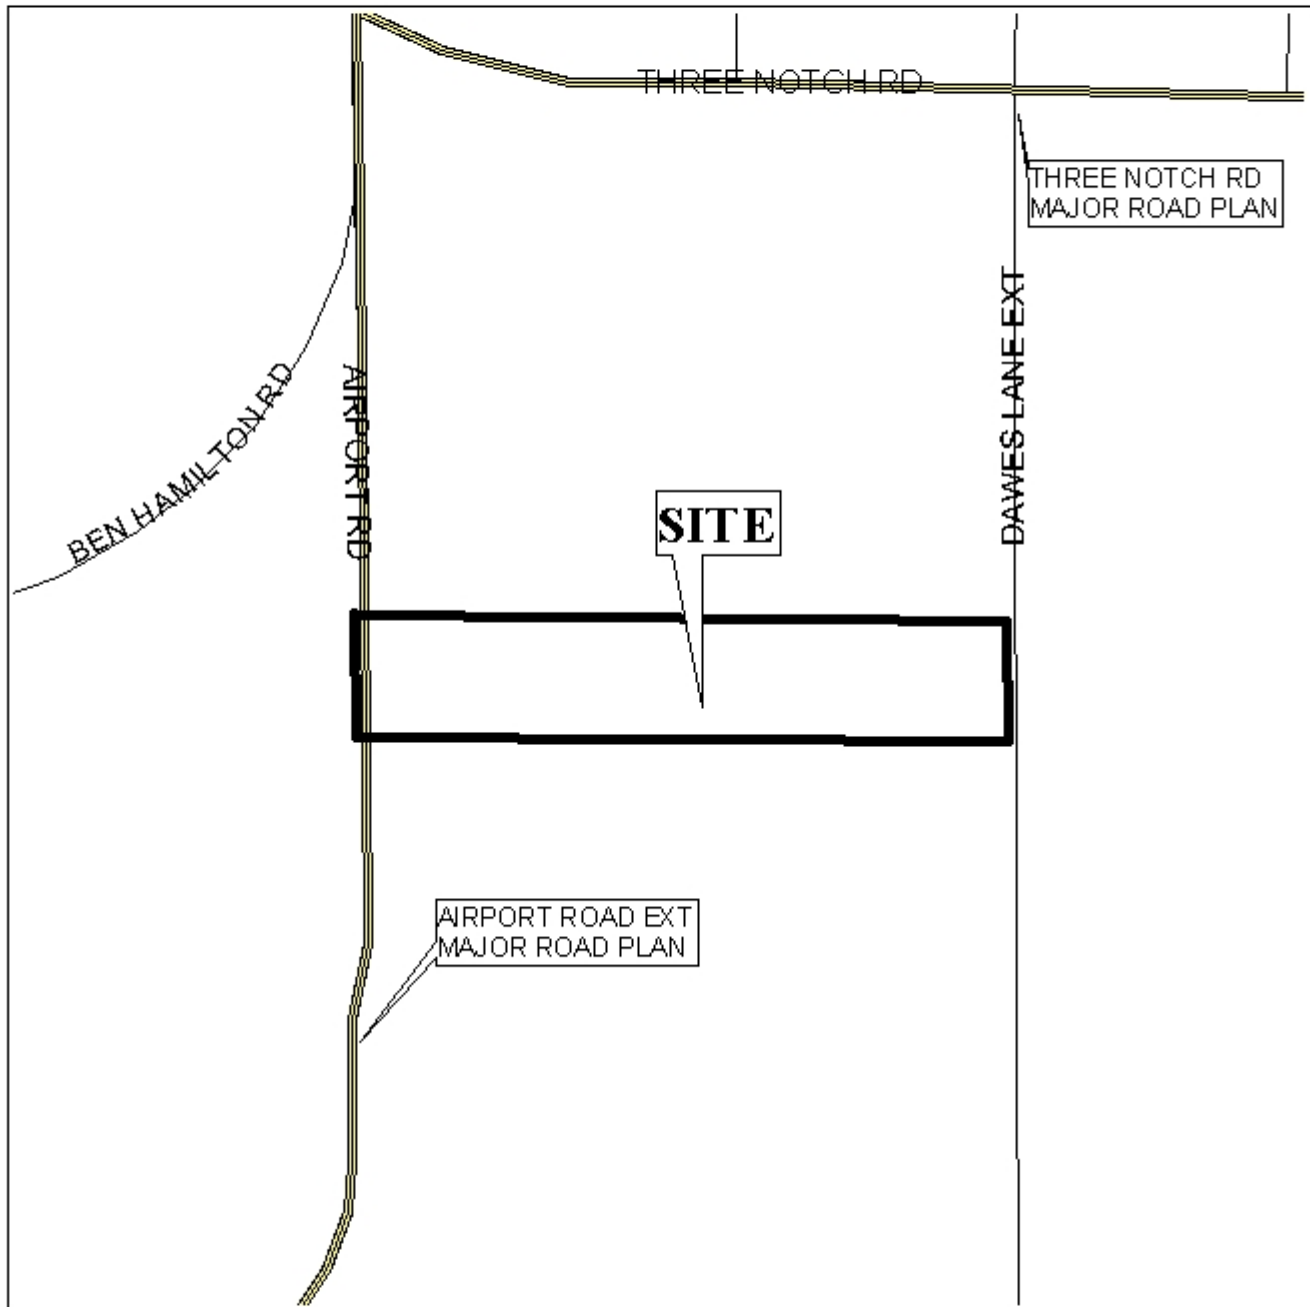 THREE NOTCH RD
THREE NOTCH RD
MAJOR ROAD PLAN
DAWES LANE EXT
BEN HAMILTON RD
AIRPORT RD
SITE
AIRPORT ROAD EXT
MAJOR ROAD PLAN